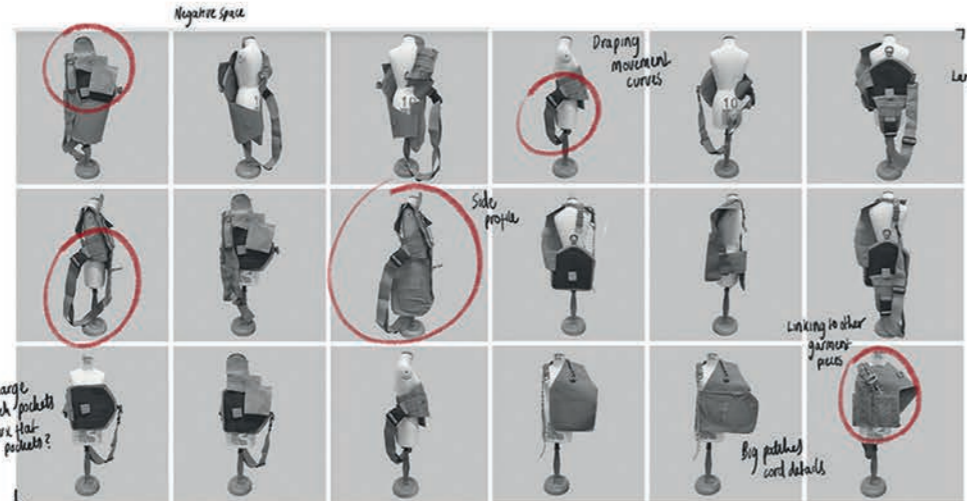 Negative space
Draping
movement
curves
10
Side
profile
Linking to other
garment
pieces
pockets
flat
pockets?
Big patches
cord details